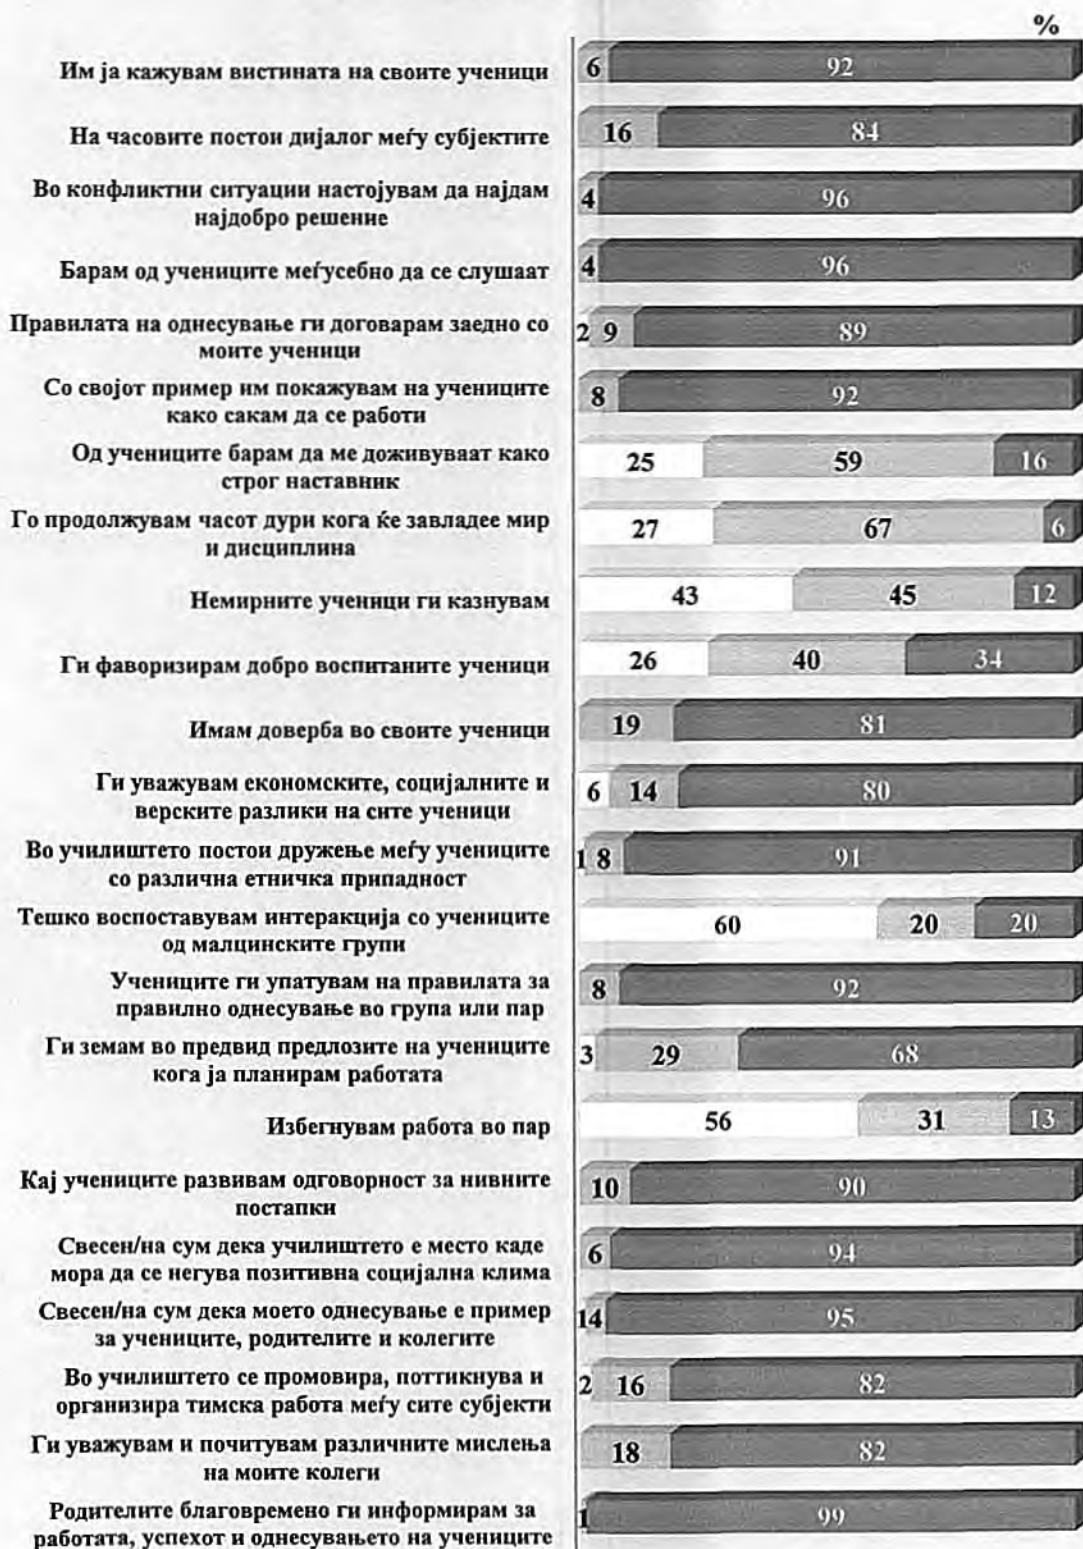 %
Им ја кажувам вистината на своите ученици
6 92
На часовите постои дијалог меѓу субјектите
16 84
Во конфликтни ситуации настојувам да најдам
најдобро решение
4 96
Барам од учениците меѓусебно да се слушаат
4 96
Правилата на однесување ги договарам заедно со
моите ученици
2 9 89
Со својот пример им покажувам на учениците
како сакам да се работи
8 92
Од учениците барам да ме доживуваат како
строг наставник
25 59 16
Го продолжувам часот дури кога ќе завладее мир
и дисциплина
27 67 6
Немирните ученици ги казнувам
43 45 12
Ги фаворизирам добро воспитаните ученици
26 40 34
Имам доверба во своите ученици
19 81
Ги уважувам економските, социјалните и
верските разлики на сите ученици
6 14 80
Во училиштето постои дружење меѓу учениците
со различна етничка припадност
1 8 91
Тешко воспоставувам интеракција со учениците
од малцинските групи
60 20 20
Учениците ги упатувам на правилата за
правилно однесување во група или пар
8 92
Ги земам во предвид предлозите на учениците
кога ја планирам работата
3 29 68
Избегнувам работа во пар
56 31 13
Кај учениците развивам одговорност за нивните
постапки
10 90
Свесен/на сум дека училиштето е место каде
мора да се негува позитивна социјална клима
6 94
Свесен/на сум дека моето однесување е пример
за учениците, родителите и колегите
14 95
Во училиштето се промовира, поттикнува и
организира тимска работа меѓу сите субјекти
2 16 82
Ги уважувам и почитувам различните мислења
на моите колеги
18 82
Родителите благовремено ги информирам за
работата, успехот и однесувањето на учениците
1 99